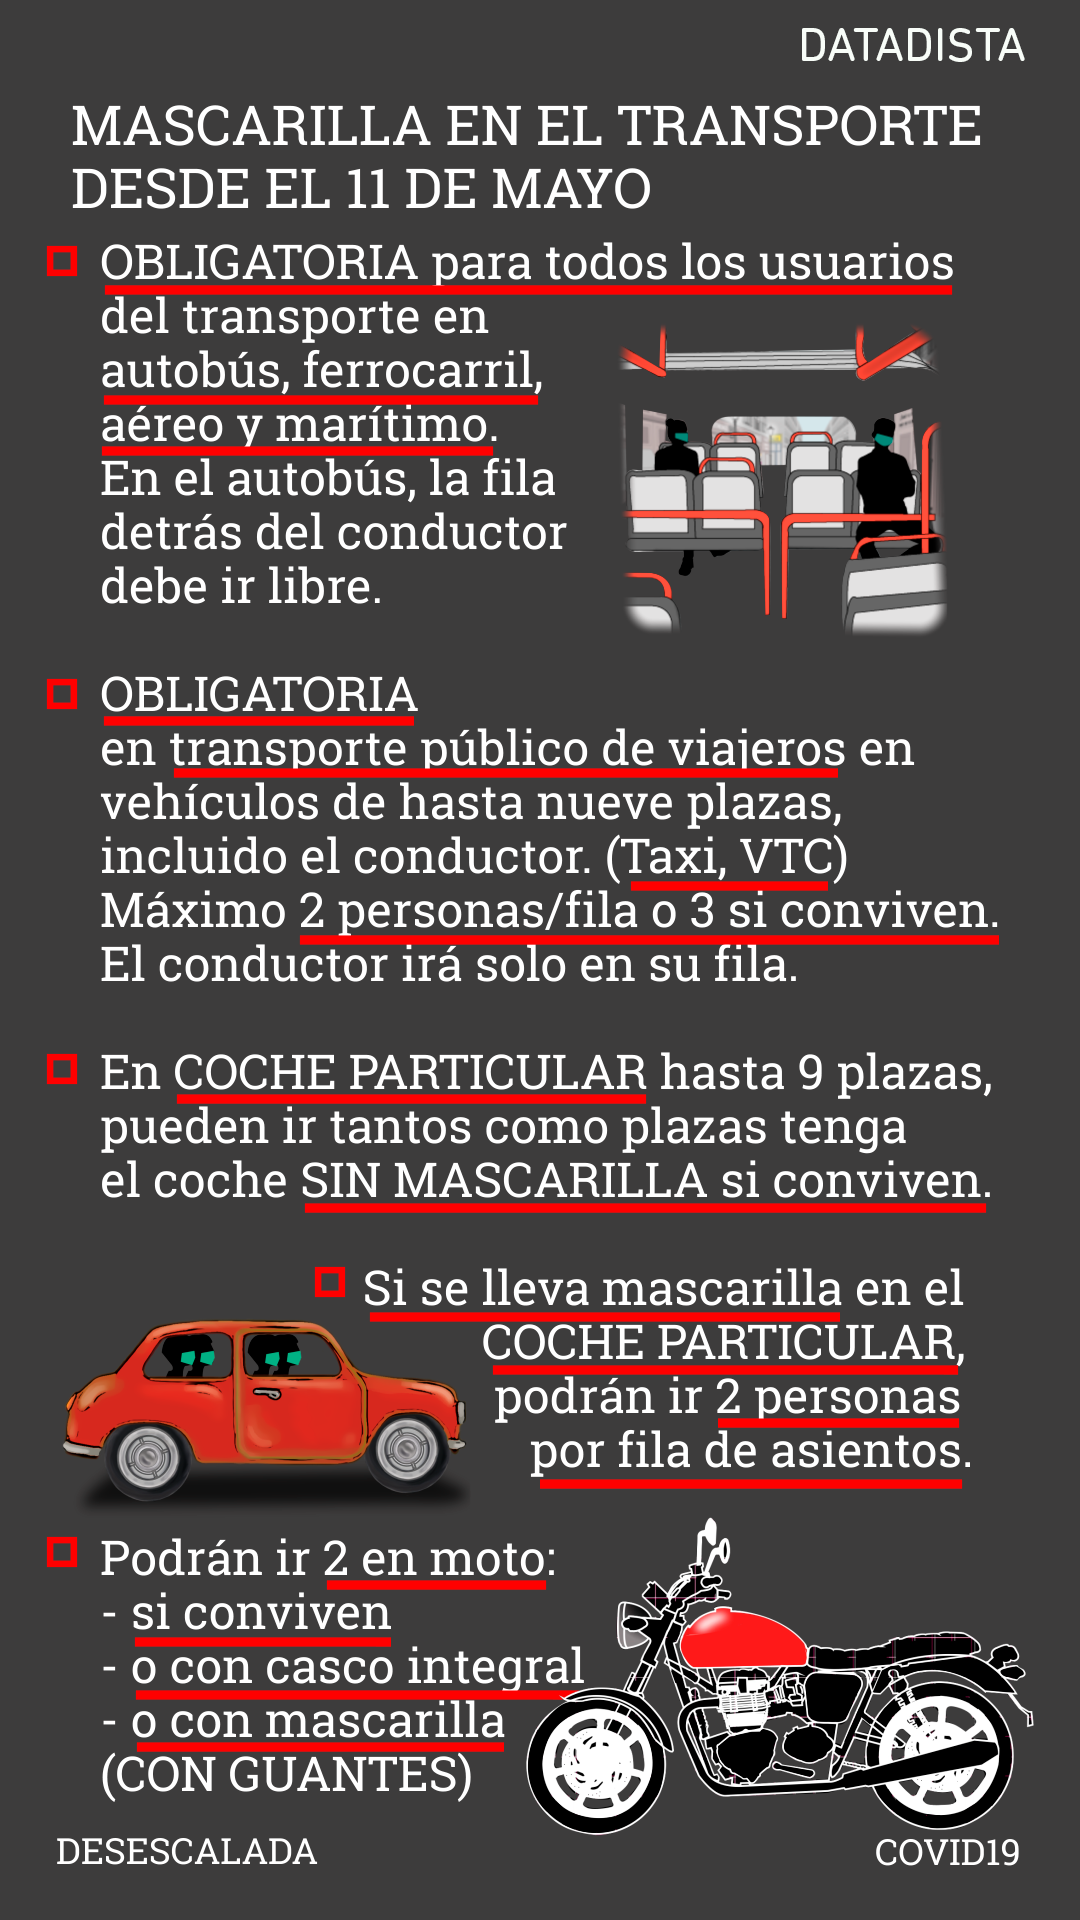 DATADISTA
MASCARILLA EN EL TRANSPORTE
DESDE EL 11 DE MAYO
OBLIGATORIA para todos los usuarios
del transporte en
autobús, ferrocarril,
aéreo y marítimo.
En el autobús, la fila
detrás del conductor
debe ir libre.
OBLIGATORIA
en transporte público de viajeros en
vehículos de hasta nueve plazas,
incluido el conductor. (Taxi, VTC)
Máximo 2 personas/fila o 3 si conviven.
El conductor irá solo en su fila.
En COCHE PARTICULAR hasta 9 plazas,
pueden ir tantos como plazas tenga
el coche SIN MASCARILLA si conviven.
Si se lleva mascarilla en el
COCHE PARTICULAR,
podrán ir 2 personas
por fila de asientos.
Podrán ir 2 en moto:
- si conviven
- o con casco integral
- o con mascarilla
(CON GUANTES)
DESESCALADA
COVID19